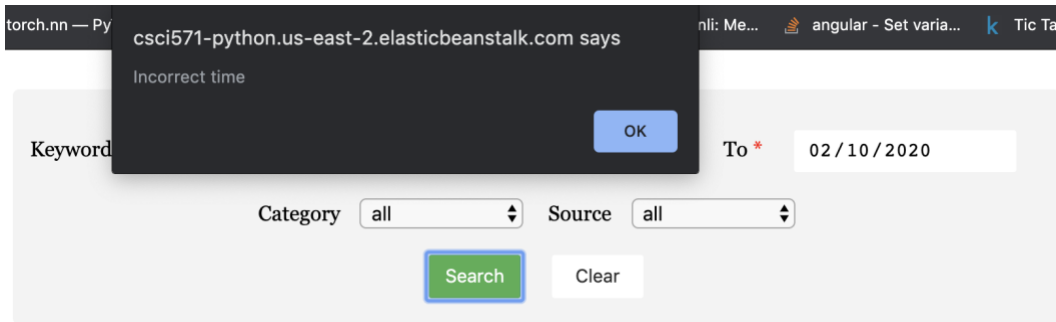 torch.nn — Py
nli: Me...
angular - Set varia...
Tic Ta
csci571-python.us-east-2.elasticbeanstalk.com says
Incorrect time
OK
Keyword
To *
02/10/2020
Category all
Source all
Search
Clear